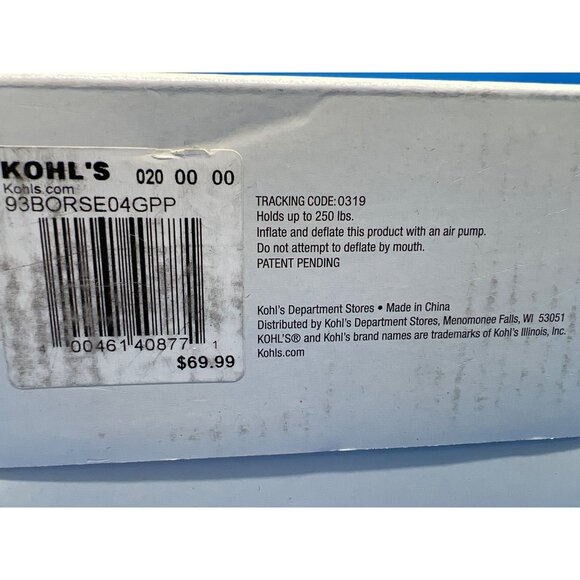 KOHL'S 020 00 00
Kohls.com
93BORSE04GPP
4 00461 40877 1
$69.99
TRACKING CODE: 0319
Holds up to 250 lbs.
Inflate and deflate this product with an air pump.
Do not attempt to deflate by mouth.
PATENT PENDING
Kohl's Department Stores • Made in China
Distributed by Kohl's Department Stores, Menomonee Falls, WI 53051
KOHL'S® and Kohl's brand names are trademarks of Kohl's Illinois, Inc.
Kohls.com